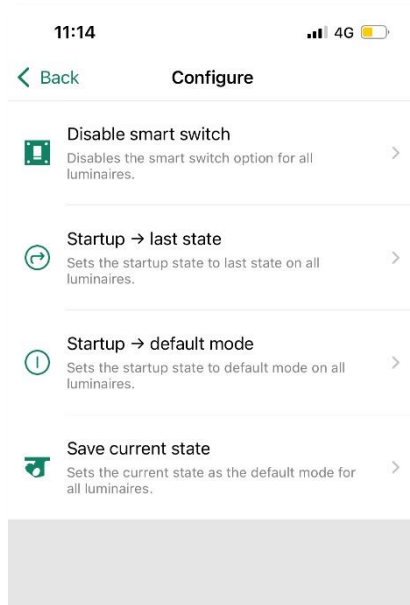 11:14
4G
Back
Configure
Disable smart switch
Disables the smart switch option for all
luminaires.
Startup → last state
Sets the startup state to last state on all
luminaires.
Startup → default mode
Sets the startup state to default mode on all
luminaires.
Save current state
Sets the current state as the default mode for
all luminaires.